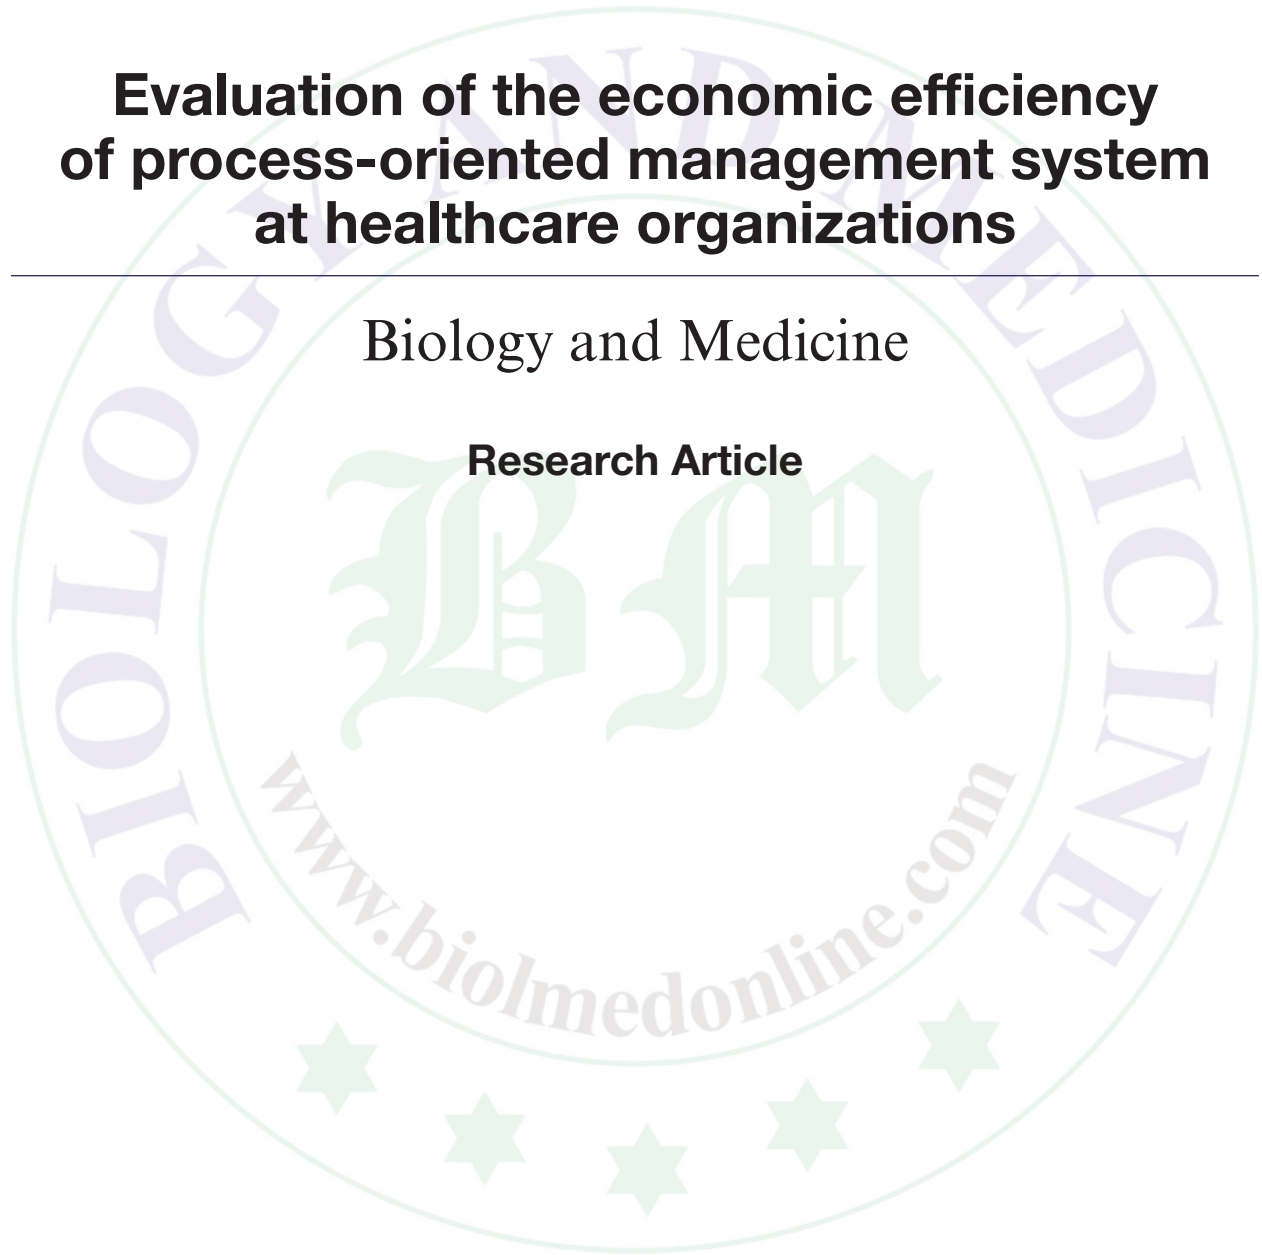 Evaluation of the economic efficiency
of process-oriented management system
at healthcare organizations
Biology and Medicine
Research Article
BIOLOGY AND MEDICINE
BM
www.biolmedonline.com